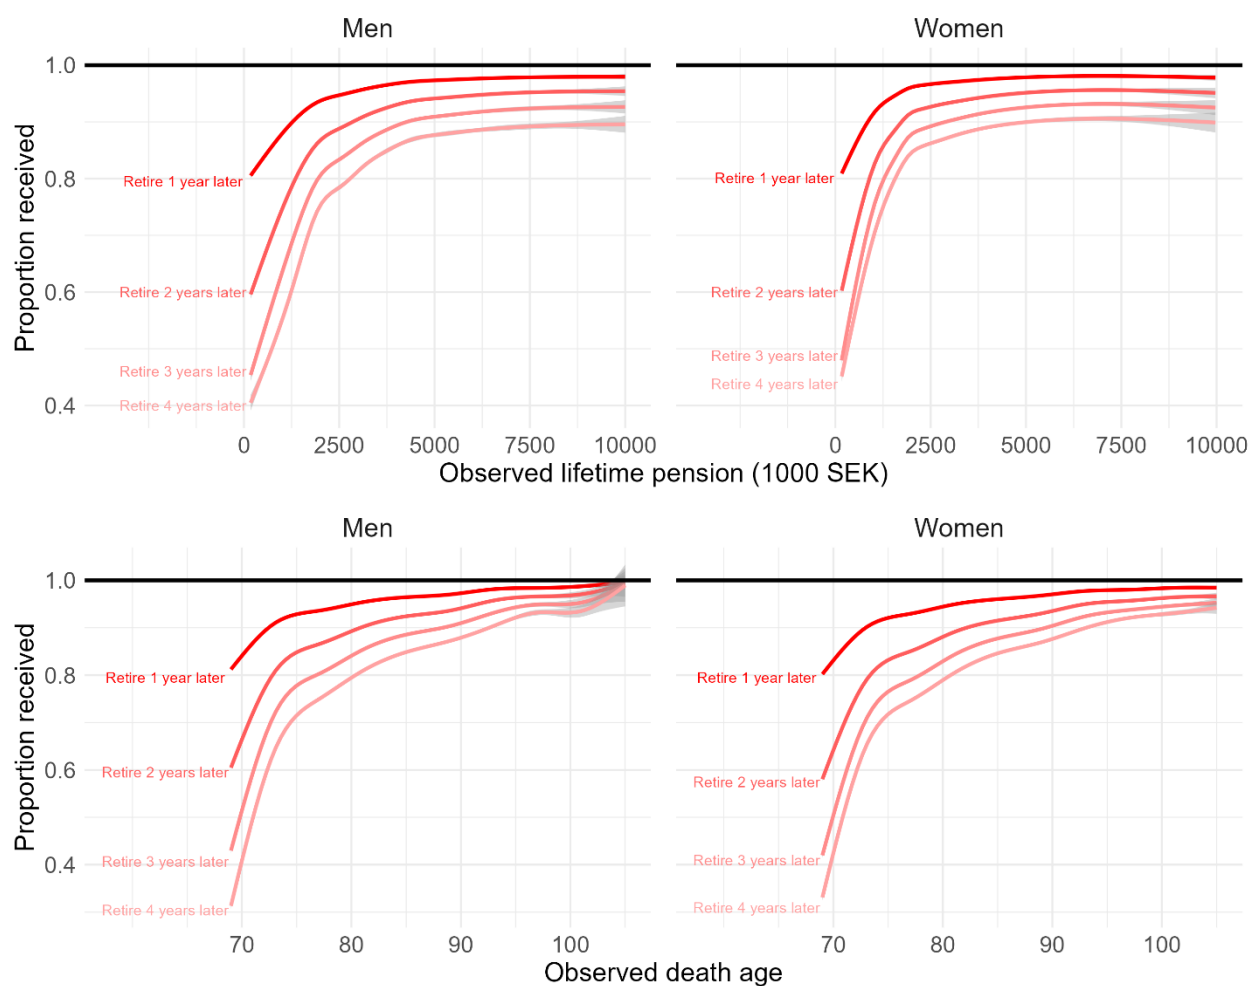 Men
Women
Proportion received
1.0
0.8
0.6
0.4
Retire 1 year later
Retire 2 years later
Retire 3 years later
Retire 4 years later
Retire 1 year later
Retire 2 years later
Retire 3 years later
Retire 4 years later
0 2500 5000 7500 10000
0 2500 5000 7500 10000
Observed lifetime pension (1000 SEK)
Men
Women
Proportion received
1.0
0.8
0.6
0.4
Retire 1 year later
Retire 2 years later
Retire 3 years later
Retire 4 years later
Retire 1 year later
Retire 2 years later
Retire 3 years later
Retire 4 years later
70 80 90 100
70 80 90 100
Observed death age